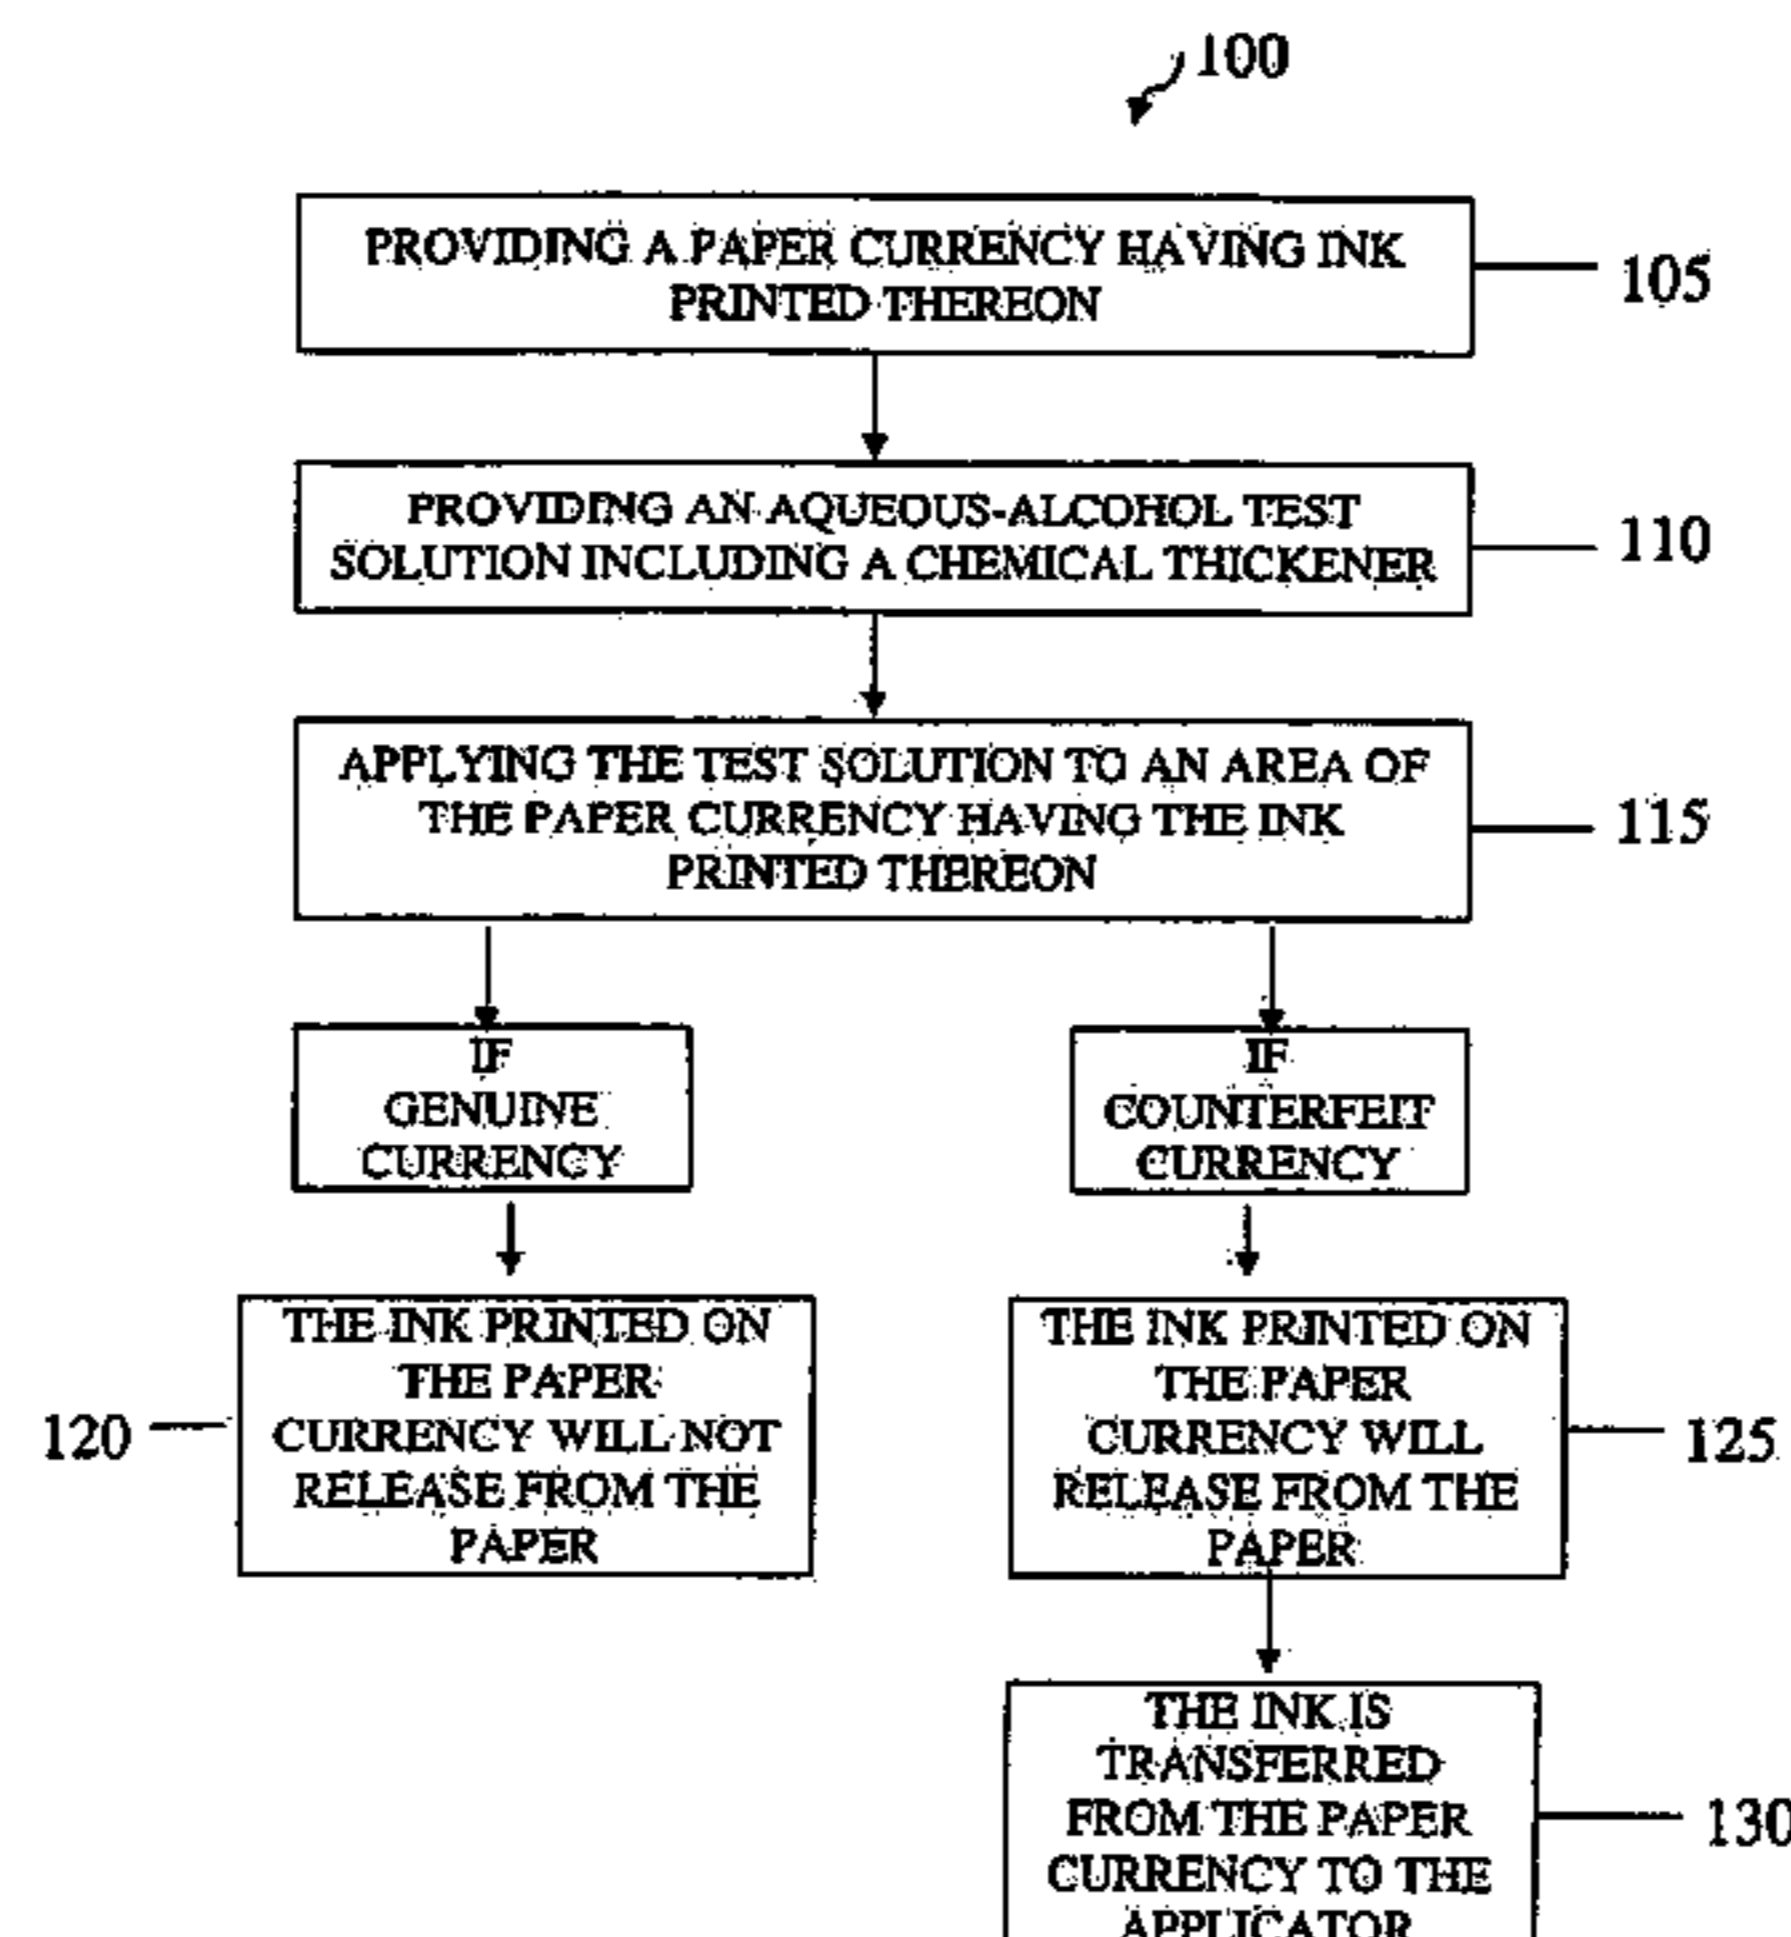 100
PROVIDING A PAPER CURRENCY HAVING INK
PRINTED THEREON
105
PROVIDING AN AQUEOUS-ALCOHOL TEST
SOLUTION INCLUDING A CHEMICAL THICKENER
110
APPLYING THE TEST SOLUTION TO AN AREA OF
THE PAPER CURRENCY HAVING THE INK
PRINTED THEREON
115
IF
GENUINE
CURRENCY
IF
COUNTERFEIT
CURRENCY
120
THE INK PRINTED ON
THE PAPER
CURRENCY WILL NOT
RELEASE FROM THE
PAPER
THE INK PRINTED ON
THE PAPER
CURRENCY WILL
RELEASE FROM THE
PAPER
125
THE INK IS
TRANSFERRED
FROM THE PAPER
CURRENCY TO THE
APPLICATOR
130